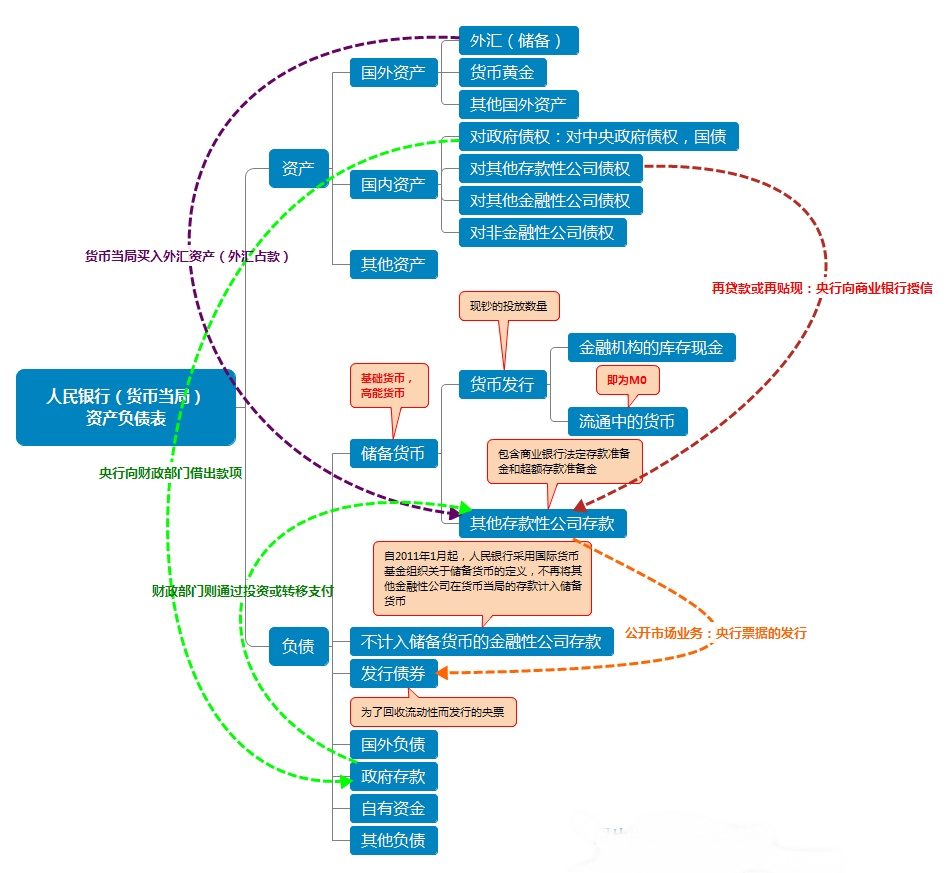 外汇（储备）
国外资产
货币黄金
其他国外资产
对政府债权：对中央政府债权，国债
资产
国内资产
对其他存款性公司债权
对其他金融性公司债权
对非金融性公司债权
其他资产
货币当局买入外汇资产（外汇占款）
再贷款或再贴现：央行向商业银行授信
现钞的投放数量
金融机构的库存现金
基础货币，
高能货币
货币发行
即为M0
流通中的货币
人民银行（货币当局）
资产负债表
储备货币
包含商业银行法定存款准备
金和超额存款准备金
央行向财政部门借出款项
其他存款性公司存款
自2011年1月起，人民银行采用国际货币
基金组织关于储备货币的定义，不再将其
他金融性公司在货币当局的存款计入储备
货币
财政部门则通过投资或转移支付
公开市场业务：央行票据的发行
负债
不计入储备货币的金融性公司存款
发行债券
为了回收流动性而发行的央票
国外负债
政府存款
自有资金
其他负债